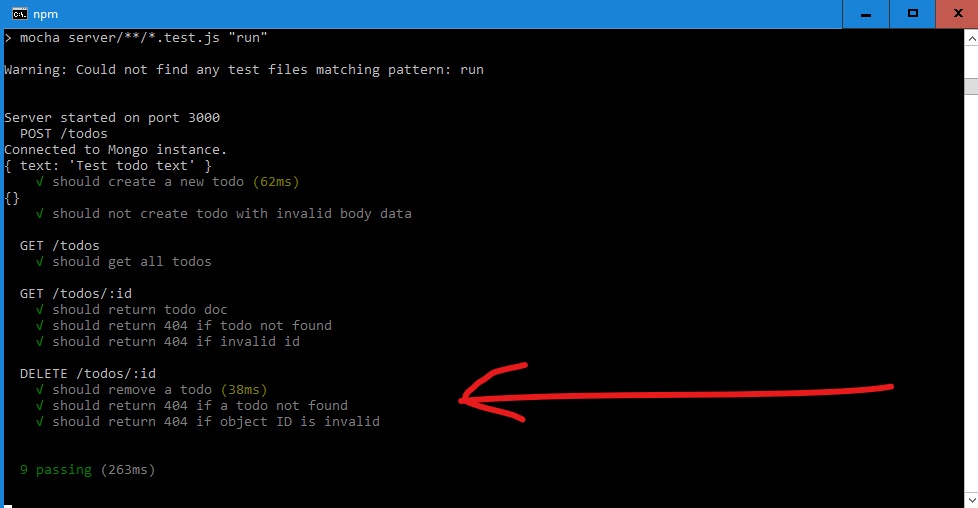 npm
> mocha server/**/*.test.js "run"
Warning: Could not find any test files matching pattern: run
Server started on port 3000
POST /todos
Connected to Mongo instance.
{ text: 'Test todo text' }
√ should create a new todo (62ms)
{}
√ should not create todo with invalid body data
GET /todos
√ should get all todos
GET /todos/:id
√ should return todo doc
√ should return 404 if todo not found
√ should return 404 if invalid id
DELETE /todos/:id
√ should remove a todo (38ms)
√ should return 404 if a todo not found
√ should return 404 if object ID is invalid
9 passing (263ms)